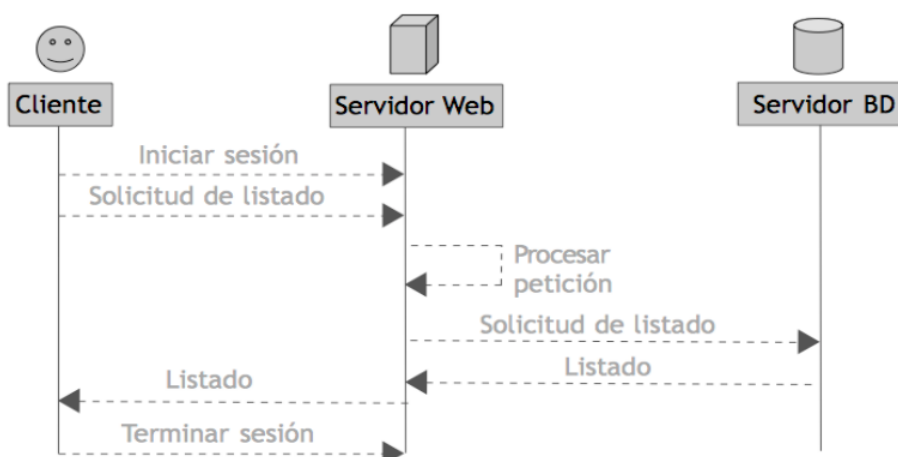 Cliente
Servidor Web
Servidor BD
Iniciar sesión
Solicitud de listado
Procesar
petición
Solicitud de listado
Listado
Listado
Terminar sesión